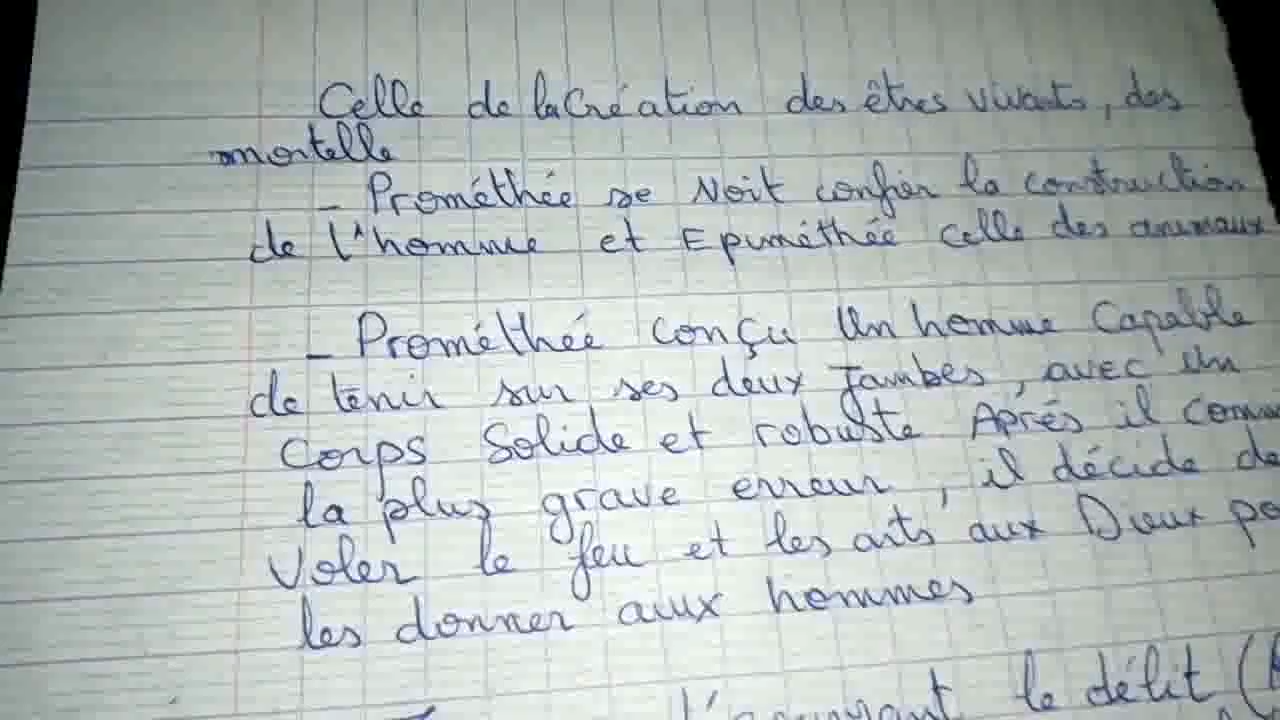 Celle de la Création des êtres vivants, des
mortelle
_ Prométhée se Voit confier la construction
de l'homme et Epiméthée celle des animaux
_ Prométhée conçu Un homme Capable
de tenir sur ses deux Jambes, avec Un
Corps Solide et robuste Après il Commi
la plus grave erreur, il décide de
Voler le feu et les arts aux Dieux po
les donner aux hommes
le délit (